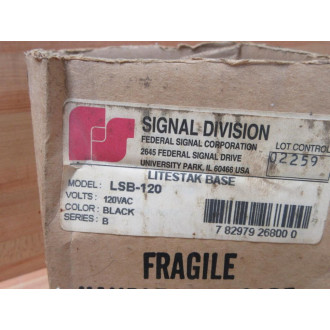 SIGNAL DIVISION
FEDERAL SIGNAL CORPORATION
2645 FEDERAL SIGNAL DRIVE
UNIVERSITY PARK, IL 60466 USA
LOT CONTROL
02259
LITESTAK BASE
MODEL: LSB-120
VOLTS: 120VAC
COLOR: BLACK
SERIES: B
7 82979 26800 0
FRAGILE